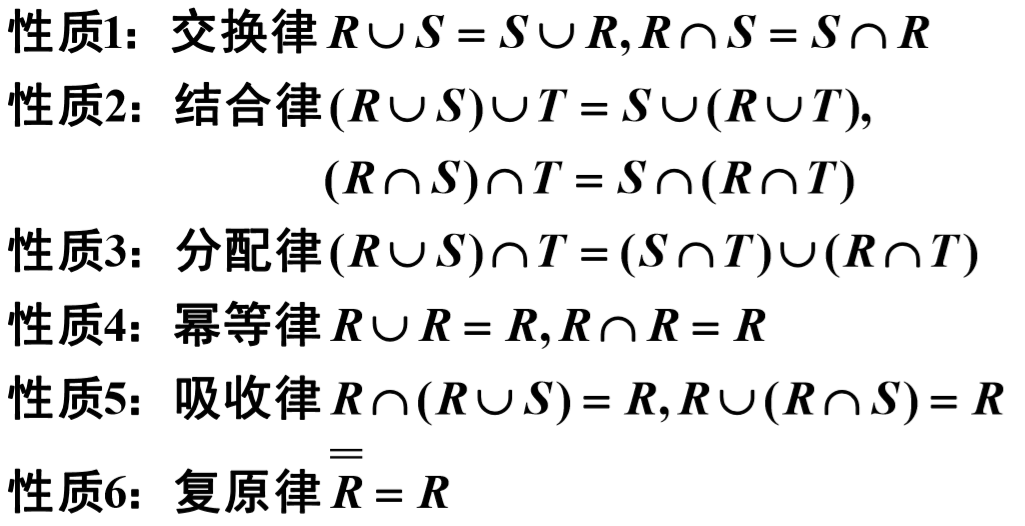 性质1：交换律 R∪S = S∪R, R∩S = S∩R
性质2：结合律 (R∪S)∪T = S∪(R∪T),
(R∩S)∩T = S∩(R∩T)
性质3：分配律 (R∪S)∩T = (S∩T)∪(R∩T)
性质4：幂等律 R∪R = R, R∩R = R
性质5：吸收律 R∩(R∪S) = R, R∪(R∩S) = R
性质6：复原律 R̿ = R